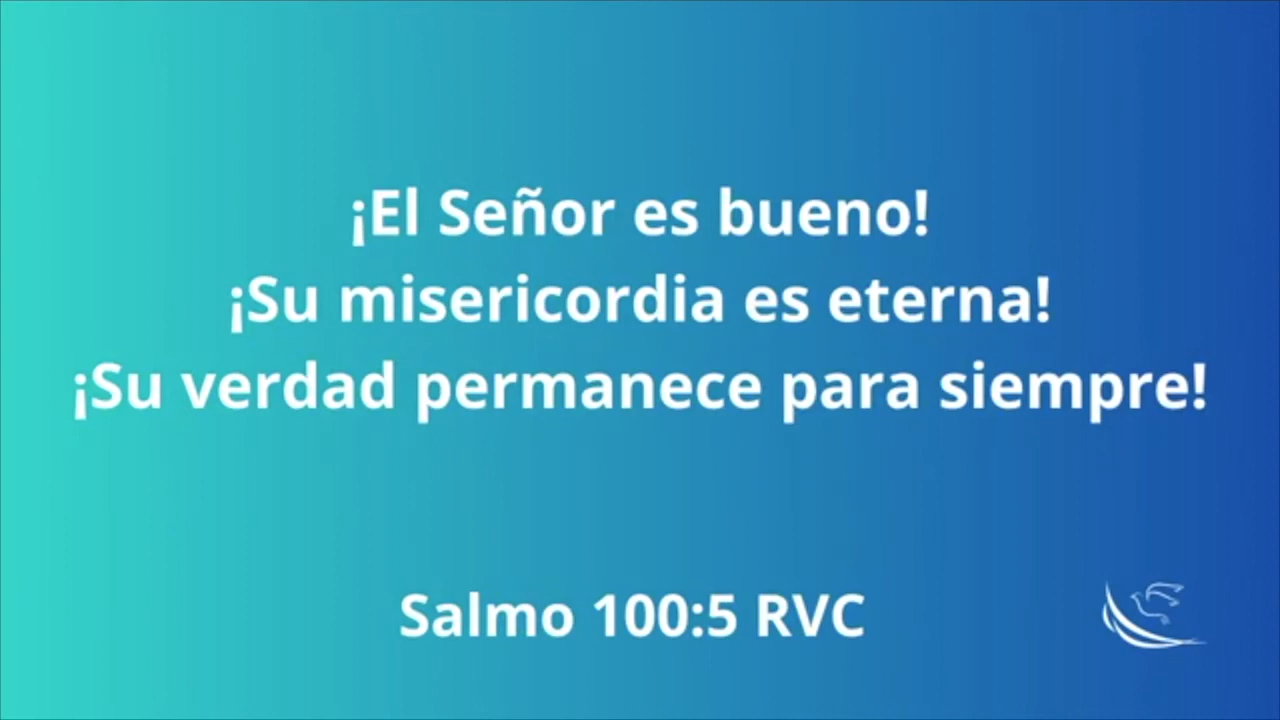 ¡El Señor es bueno!
¡Su misericordia es eterna!
¡Su verdad permanece para siempre!
Salmo 100:5 RVC